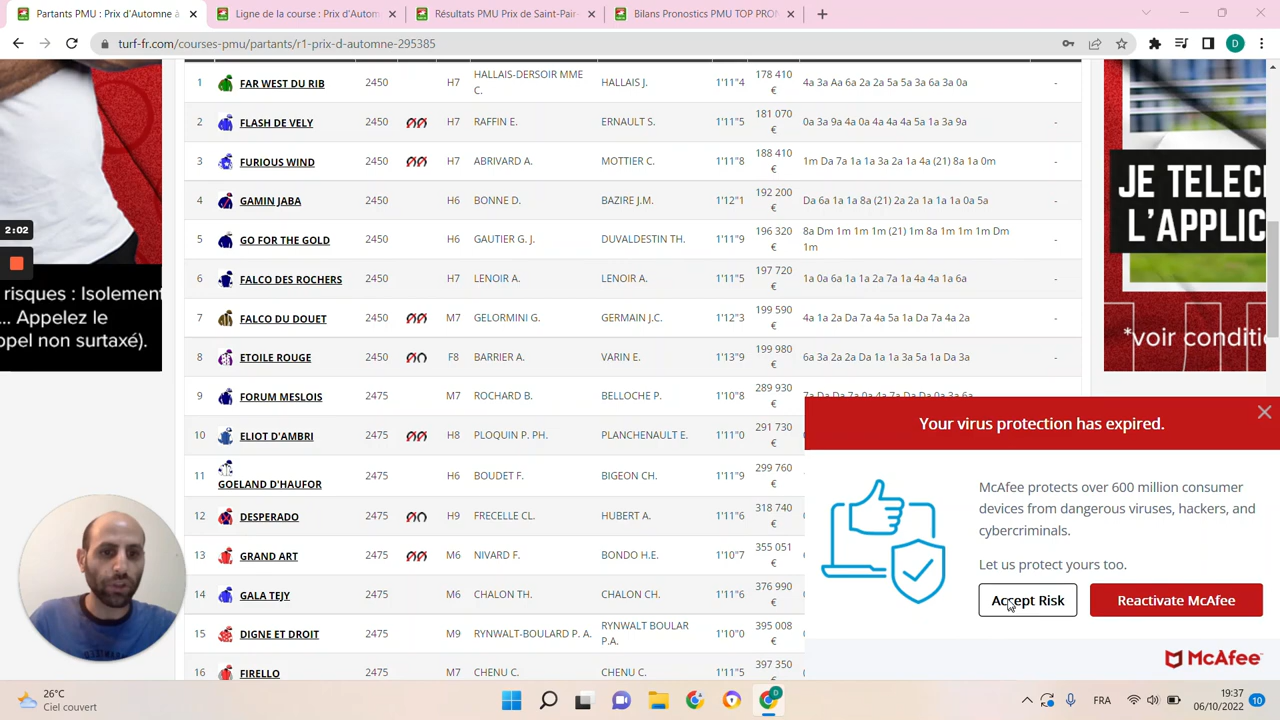 Partants PMU : Prix d'Automne à
Ligne de la course : Prix d'Autom
Résultats PMU Prix de Saint-Pair-
Bilans Pronostics PMU TOP PRO
turf-fr.com/courses-pmu/partants/r1-prix-d-automne-295385
1 FAR WEST DU RIB 2450 H7 HALLAIS-DERSOIR MME C. HALLAIS J. 1'11"4 178 410 € 4a 3a Aa 6a 2a 2a 5a 5a 3a 6a 3a 0a -
2 FLASH DE VELY 2450 H7 RAFFIN E. ERNAULT S. 1'11"6 181 070 € 0a 3a 9a 4a 0a 4a 4a 4a 5a 1a 3a 9a -
3 FURIOUS WIND 2450 H7 ABRIVARD A. MOTTIER C. 1'11"8 188 410 € 1m Da 7a 1a 1a 3a 2a 1a 4a (21) 8a 1a 0m -
4 GAMIN JABA 2450 H6 BONNE D. BAZIRE J.M. 1'12"1 192 200 € Da 6a 1a 1a 8a (21) 2a 2a 1a 1a 1a 0a 5a -
5 GO FOR THE GOLD 2450 H6 GAUTIER G. J. DUVALDESTIN TH. 1'11"9 196 320 € 8a Dm 1m 1m 1m (21) 1m 8a 1m 1m 1m Dm 1m -
6 FALCO DES ROCHERS 2450 H7 LENOIR A. LENOIR A. 1'11"5 197 720 € 1a 0a 6a 1a 1a 2a 7a 1a 4a 4a 1a 6a -
7 FALCO DU DOUET 2450 M7 GELORMINI G. GERMAIN J.C. 1'12"3 199 590 € 4a 1a 2a Da 7a 4a 5a 1a Da 7a 4a 2a -
8 ETOILE ROUGE 2450 F8 BARRIER A. VARIN E. 1'13"9 199 980 € 6a 3a 2a 2a Da 1a 1a 3a 5a 1a Da 3a -
9 FORUM MESLOIS 2475 M7 ROCHARD B. BELLOCHE P. 1'10"8 289 930 €
10 ELIOT D'AMBRI 2475 H8 PLOQUIN P. PH. PLANCHENAULT E. 1'11"0 291 730 €
11 GOELAND D'HAUFOR H6 BOUDET F. BIGEON CH. 1'11"9 299 760 €
12 DESPERADO 2475 H9 FRECELLE CL. HUBERT A. 1'11"6 318 740 €
13 GRAND ART 2475 M6 NIVARD F. BONDO H.E. 1'10"7 355 051 €
14 GALA TEJY 2475 M6 CHALON TH. CHALON CH. 1'11"6 376 990 €
15 DIGNE ET DROIT 2475 M9 RYNWALT-BOULARD P. A. RYNWALT BOULAR P.A. 1'10"0 395 008 €
16 FIRELLO 2475 M7 CHENU C. CHENU C. 1'11"5 397 350
2:02
risques : Isolement
... Appelez le
ppel non surtaxé).
JE TELEC
L'APPLIC
*voir conditi
Your virus protection has expired.
McAfee protects over 600 million consumer
devices from dangerous viruses, hackers, and
cybercriminals.
Let us protect yours too.
Accept Risk
Reactivate McAfee
McAfee™
26°C
Ciel couvert
FRA
19:37
06/10/2022
10